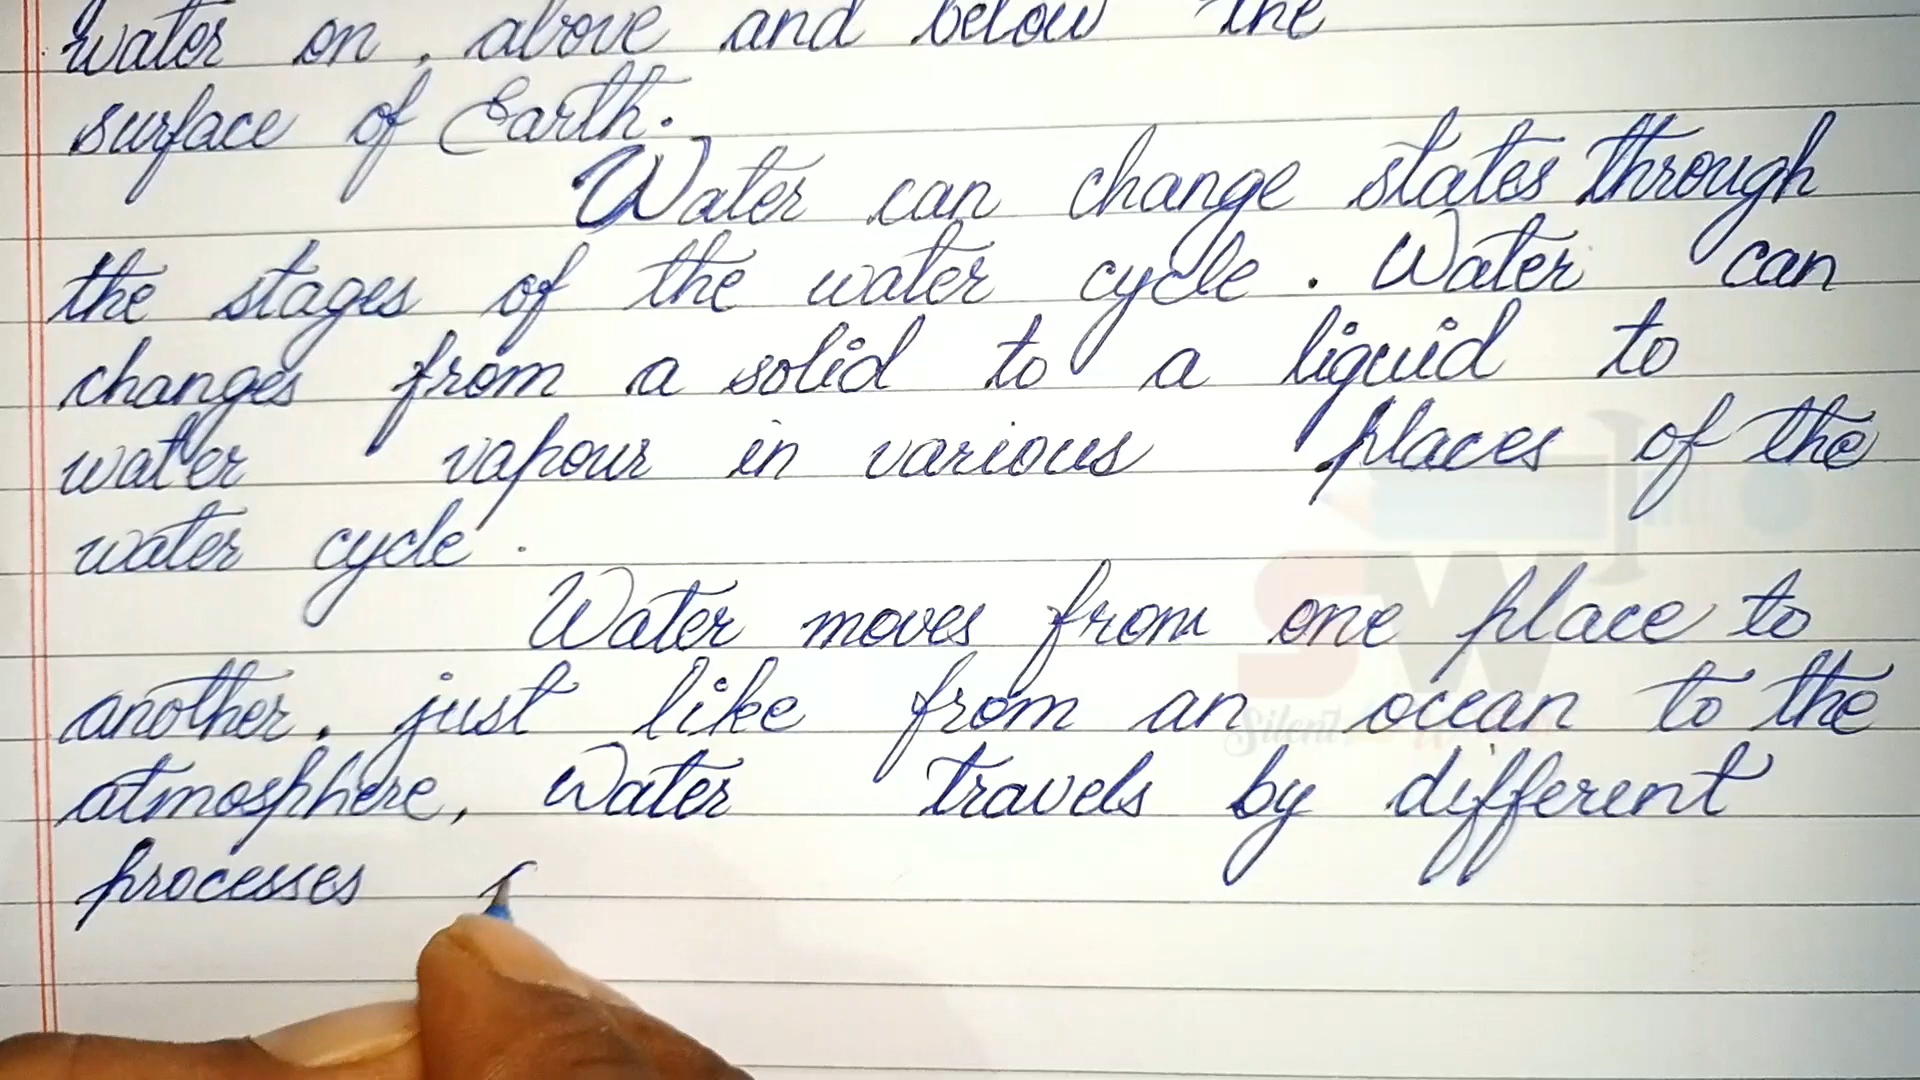 water on, above and below the
surface of Earth.
Water can change states through
the stages of the water cycle. Water can
changes from a solid to a liquid to
water vapour in various places of the
water cycle.
Water moves from one place to
another. just like from an ocean to the
atmosphere, Water travels by different
processes
SW
Silent